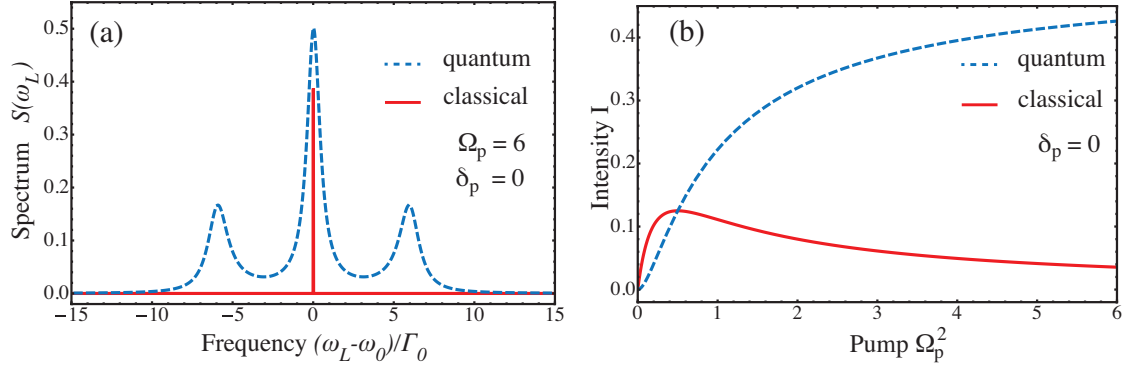 (a)
Spectrum S(ω_L)
0.5
0.4
0.3
0.2
0.1
0.0
quantum
classical
Ω_p = 6
δ_p = 0
−15 −10 −5 0 5 10 15
Frequency (ω_L-ω_0)/Γ_0
(b)
Intensity I
0.4
0.3
0.2
0.1
0.0
quantum
classical
δ_p = 0
0 1 2 3 4 5 6
Pump Ω_p^2